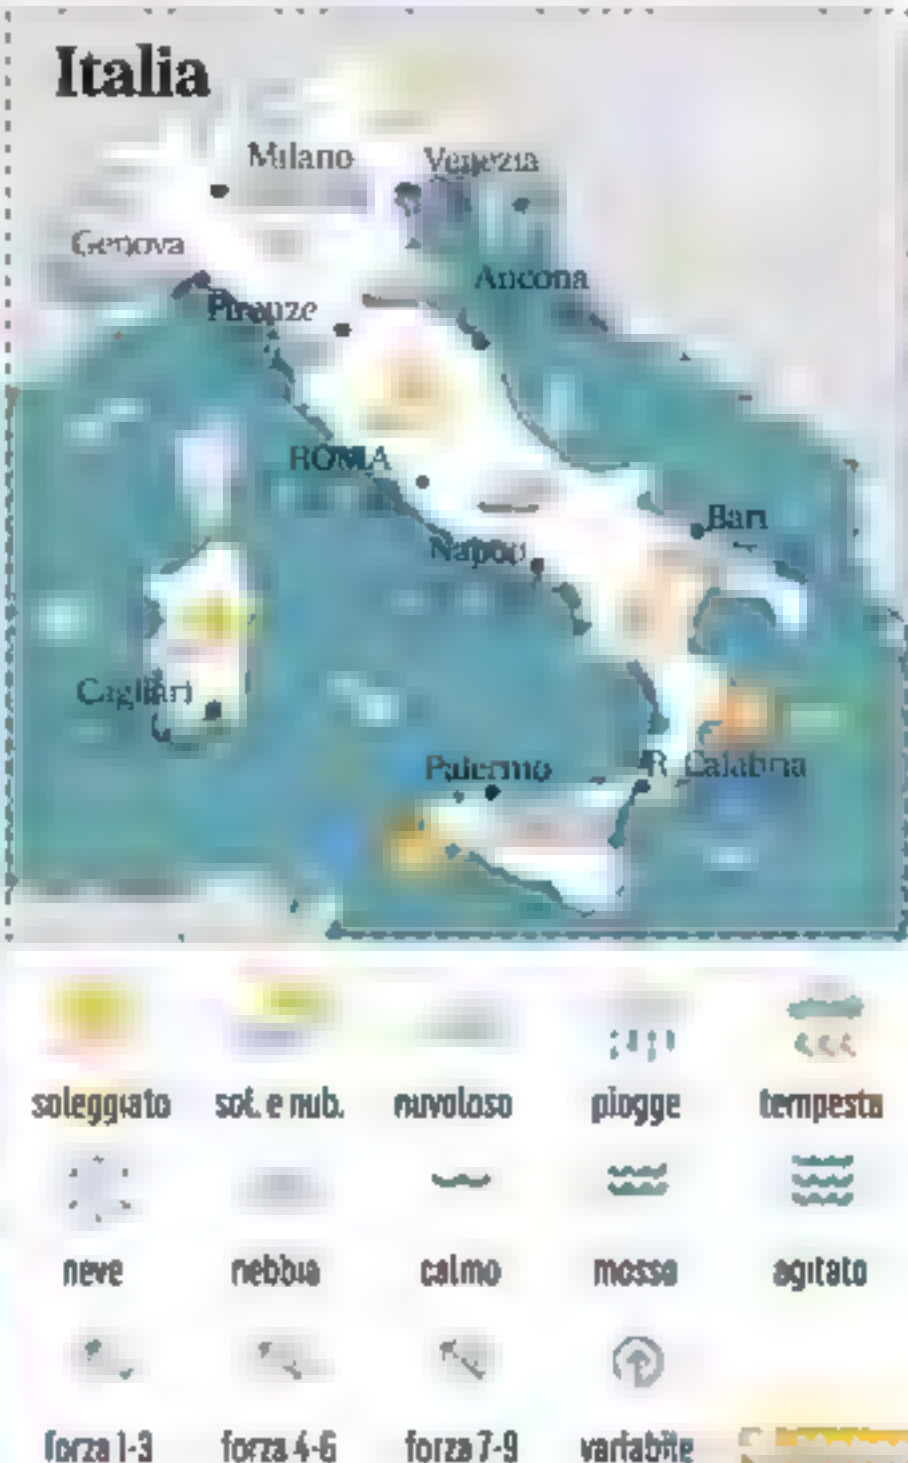 Italia
Milano
Venezia
Genova
Ancona
Firenze
ROMA
Bari
Napoli
Cagliari
Palermo
R. Calabria
soleggiato sol. e nub. nuvoloso piogge tempesta
neve nebbia calmo mosso agitato
forza 1-3 forza 4-6 forza 7-9 variabile